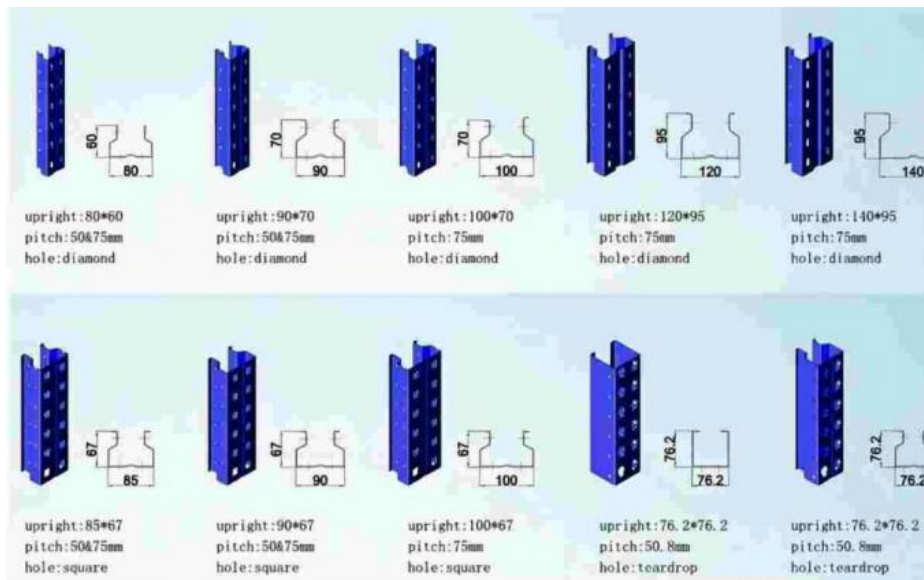 60
80
70
90
70
100
95
120
95
140
upright:80*60
pitch:50&75mm
hole:diamond
upright:90*70
pitch:50&75mm
hole:diamond
upright:100*70
pitch:75mm
hole:diamond
upright:120*95
pitch:75mm
hole:diamond
upright:140*95
pitch:75mm
hole:diamond
67
85
67
90
67
100
76.2
76.2
76.2
76.2
upright:85*67
pitch:50&75mm
hole:square
upright:90*67
pitch:50&75mm
hole:square
upright:100*67
pitch:75mm
hole:square
upright:76.2*76.2
pitch:50.8mm
hole:teardrop
upright:76.2*76.2
pitch:50.8mm
hole:teardrop